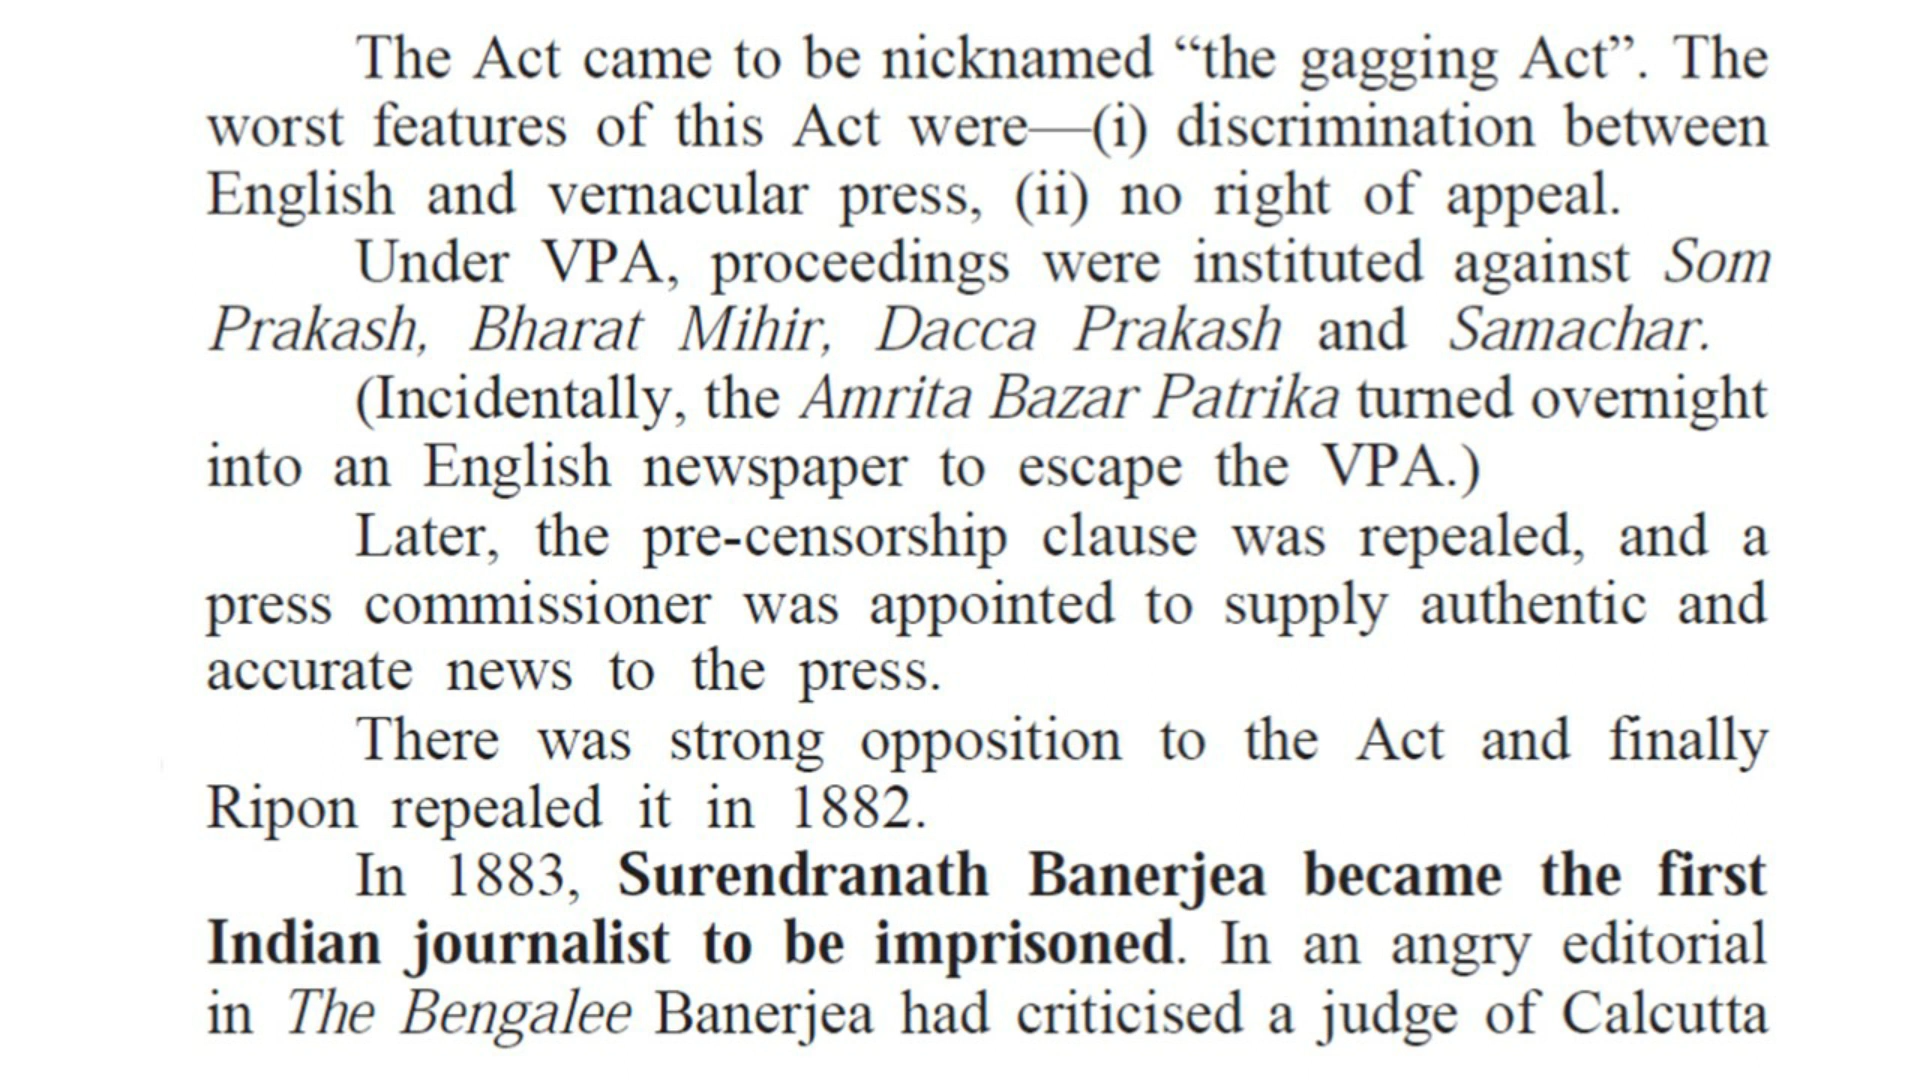 The Act came to be nicknamed “the gagging Act”. The
worst features of this Act were—(i) discrimination between
English and vernacular press, (ii) no right of appeal.
Under VPA, proceedings were instituted against Som
Prakash, Bharat Mihir, Dacca Prakash and Samachar.
(Incidentally, the Amrita Bazar Patrika turned overnight
into an English newspaper to escape the VPA.)
Later, the pre-censorship clause was repealed, and a
press commissioner was appointed to supply authentic and
accurate news to the press.
There was strong opposition to the Act and finally
Ripon repealed it in 1882.
In 1883, Surendranath Banerjea became the first
Indian journalist to be imprisoned. In an angry editorial
in The Bengalee Banerjea had criticised a judge of Calcutta